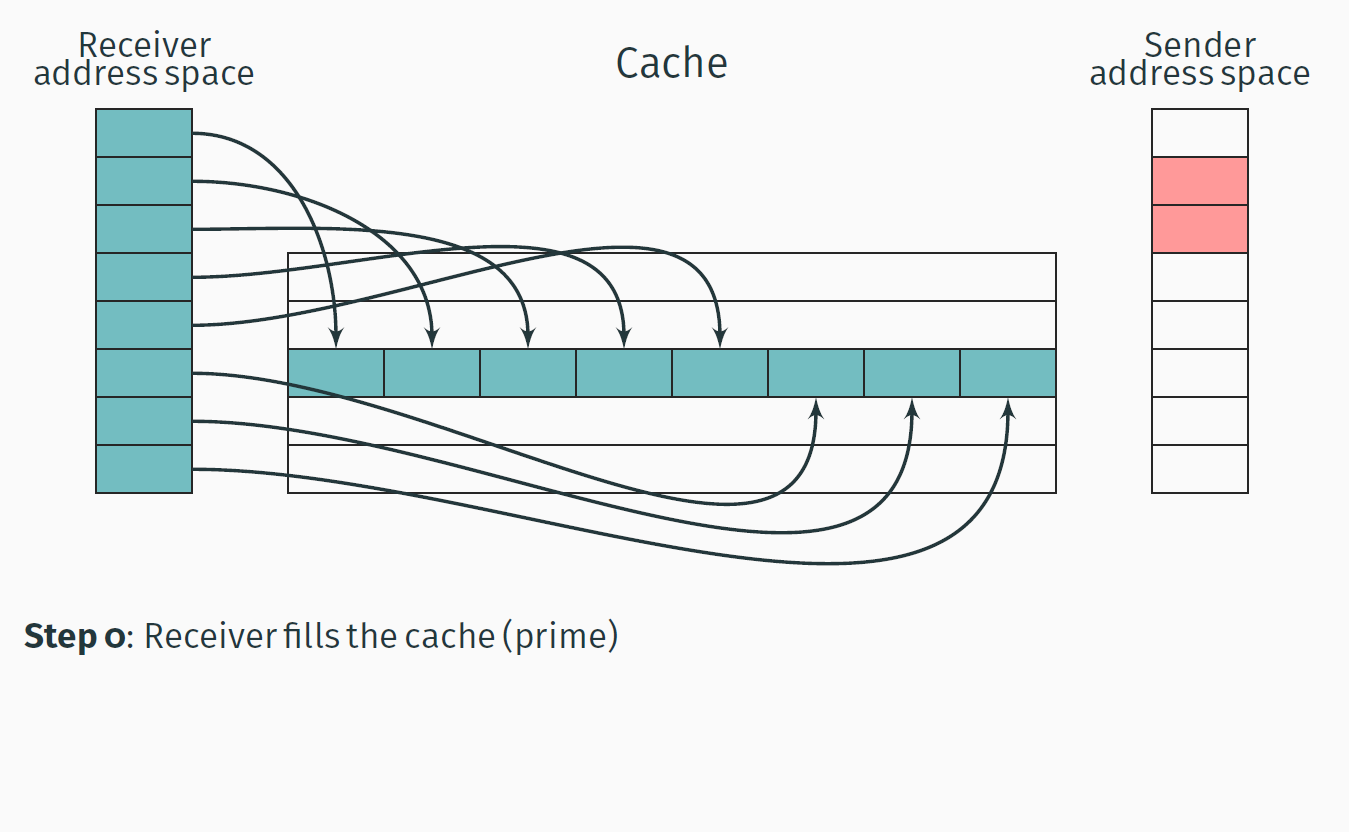 Receiver
address space
Cache
Sender
address space
Step 0: Receiver fills the cache (prime)